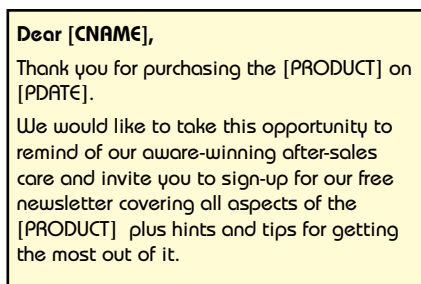 Dear [CNAME],
Thank you for purchasing the [PRODUCT] on
[PDATE].
We would like to take this opportunity to
remind of our aware-winning after-sales
care and invite you to sign-up for our free
newsletter covering all aspects of the
[PRODUCT]  plus hints and tips for getting
the most out of it.